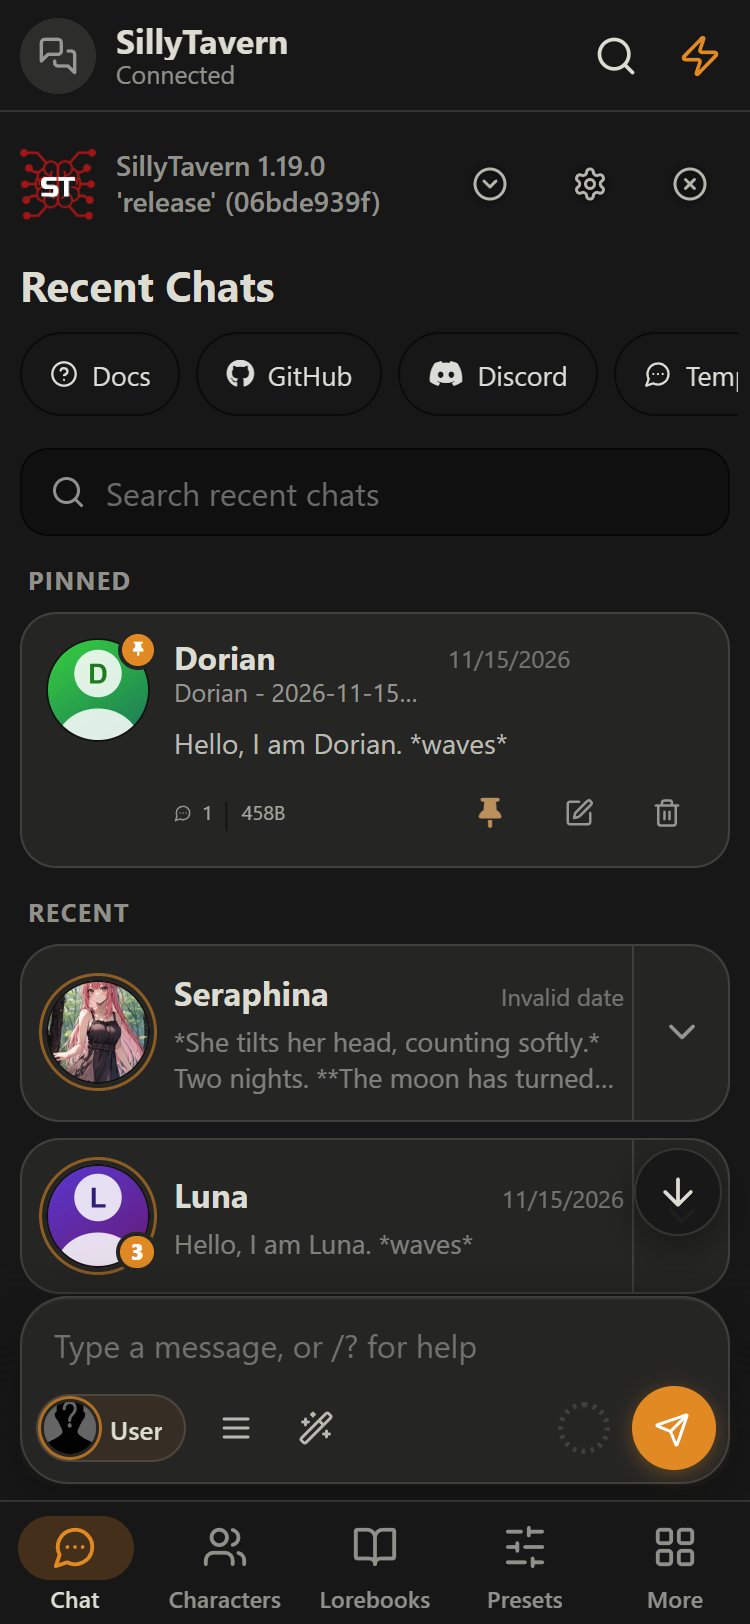 SillyTavern
Connected
ST
SillyTavern 1.19.0
'release' (06bde939f)
Recent Chats
Docs
GitHub
Discord
Temp
Search recent chats
PINNED
D
Dorian
11/15/2026
Dorian - 2026-11-15...
Hello, I am Dorian. *waves*
1
458B
RECENT
Seraphina
Invalid date
*She tilts her head, counting softly.*
Two nights. **The moon has turned...
L
3
Luna
11/15/2026
Hello, I am Luna. *waves*
Type a message, or /? for help
?
User
Chat
Characters
Lorebooks
Presets
More